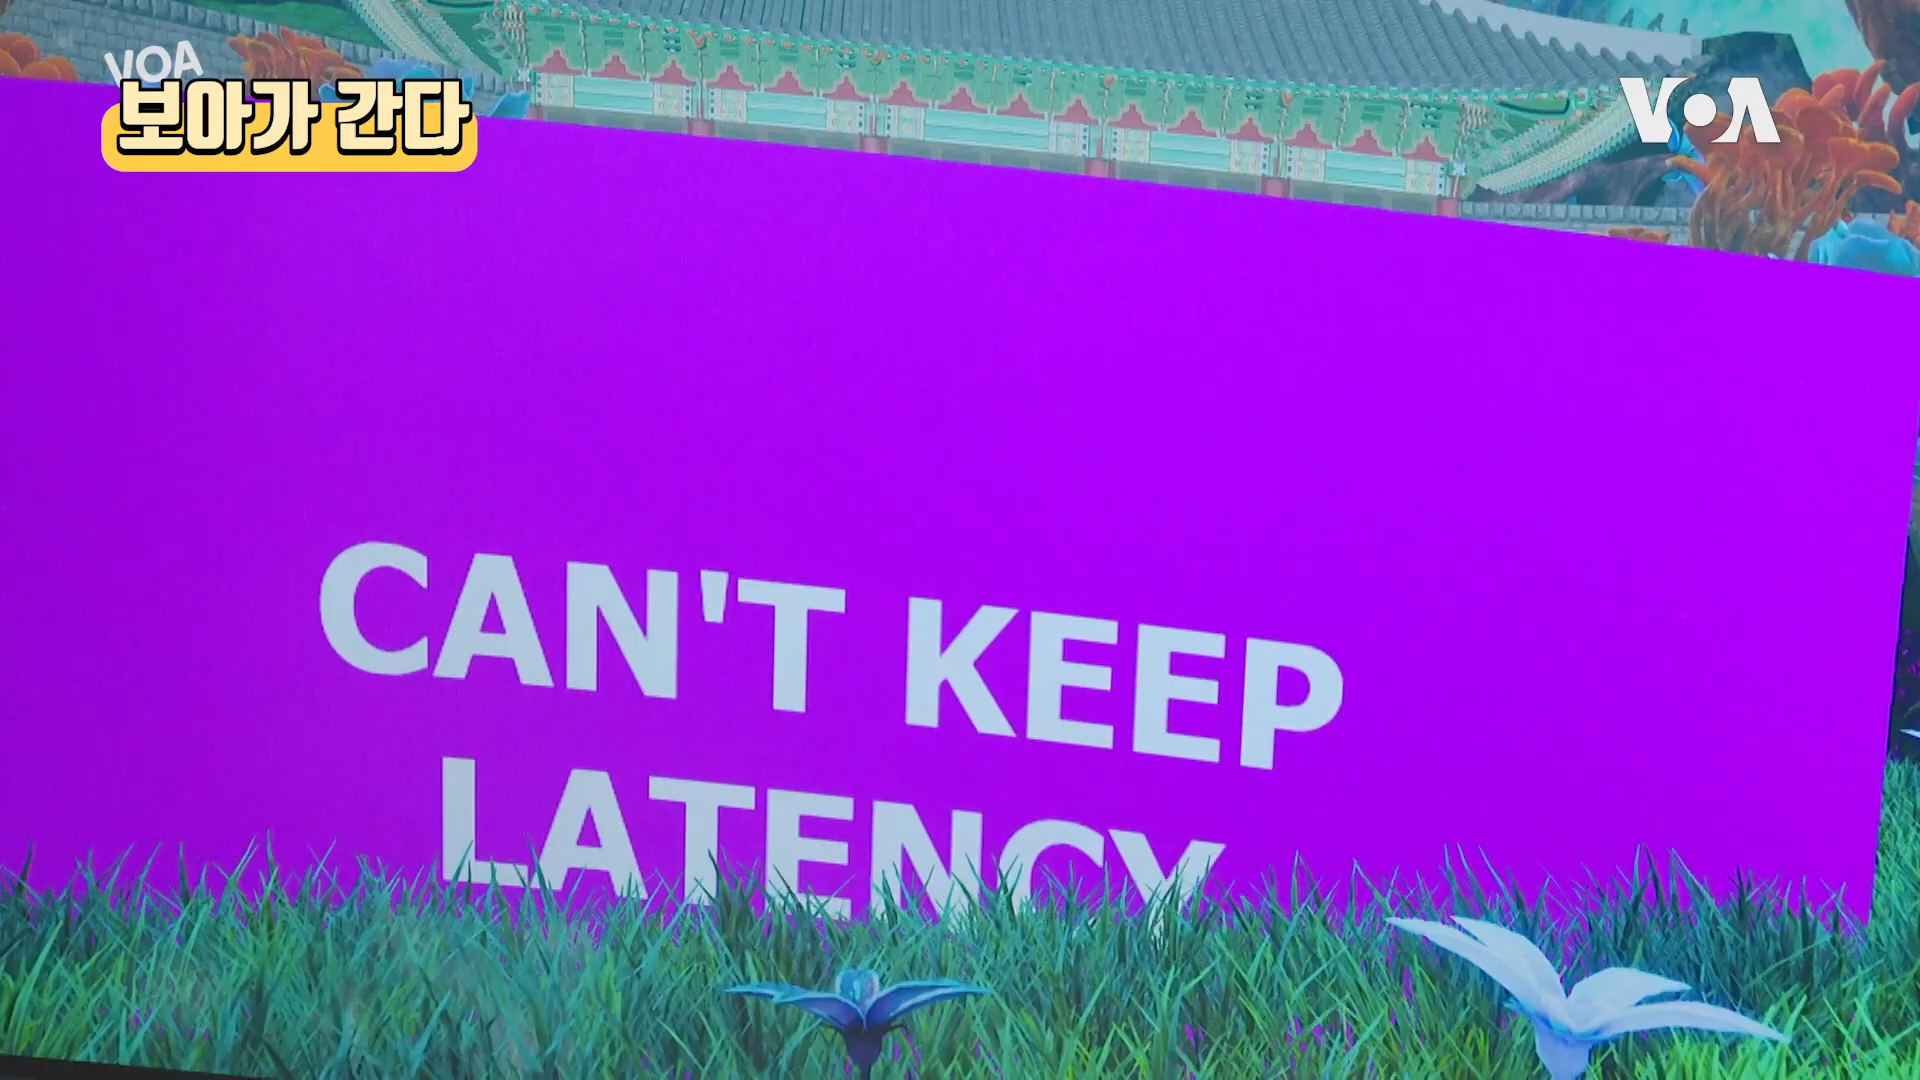 VOA
보아가 간다
VOA
CAN'T KEEP
LATENCY